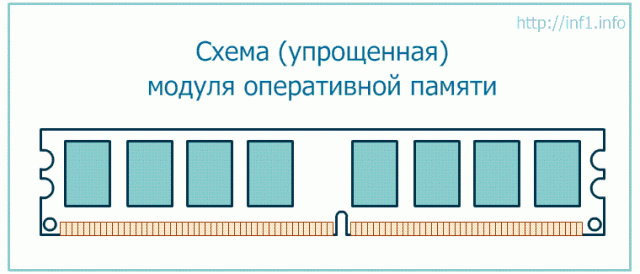 http://inf1.info
Схема (упрощенная)
модуля оперативной памяти